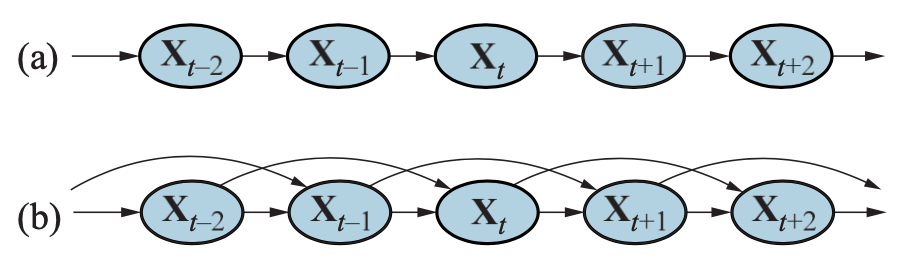 (a) X_{t–2} X_{t–1} X_t X_{t+1} X_{t+2}
(b) X_{t–2} X_{t–1} X_t X_{t+1} X_{t+2}